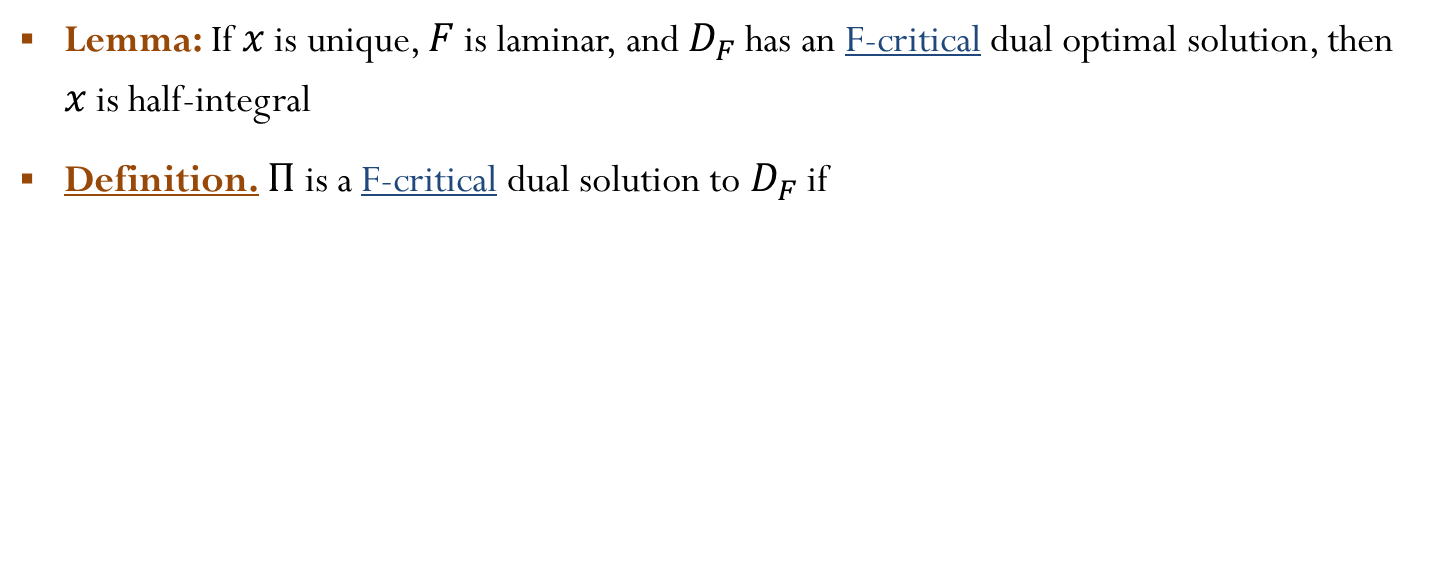 ▪ Lemma: If 𝑥 is unique, 𝐹 is laminar, and 𝐷_𝐹 has an F-critical dual optimal solution, then
𝑥 is half-integral
▪ Definition. Π is a F-critical dual solution to 𝐷_𝐹 if